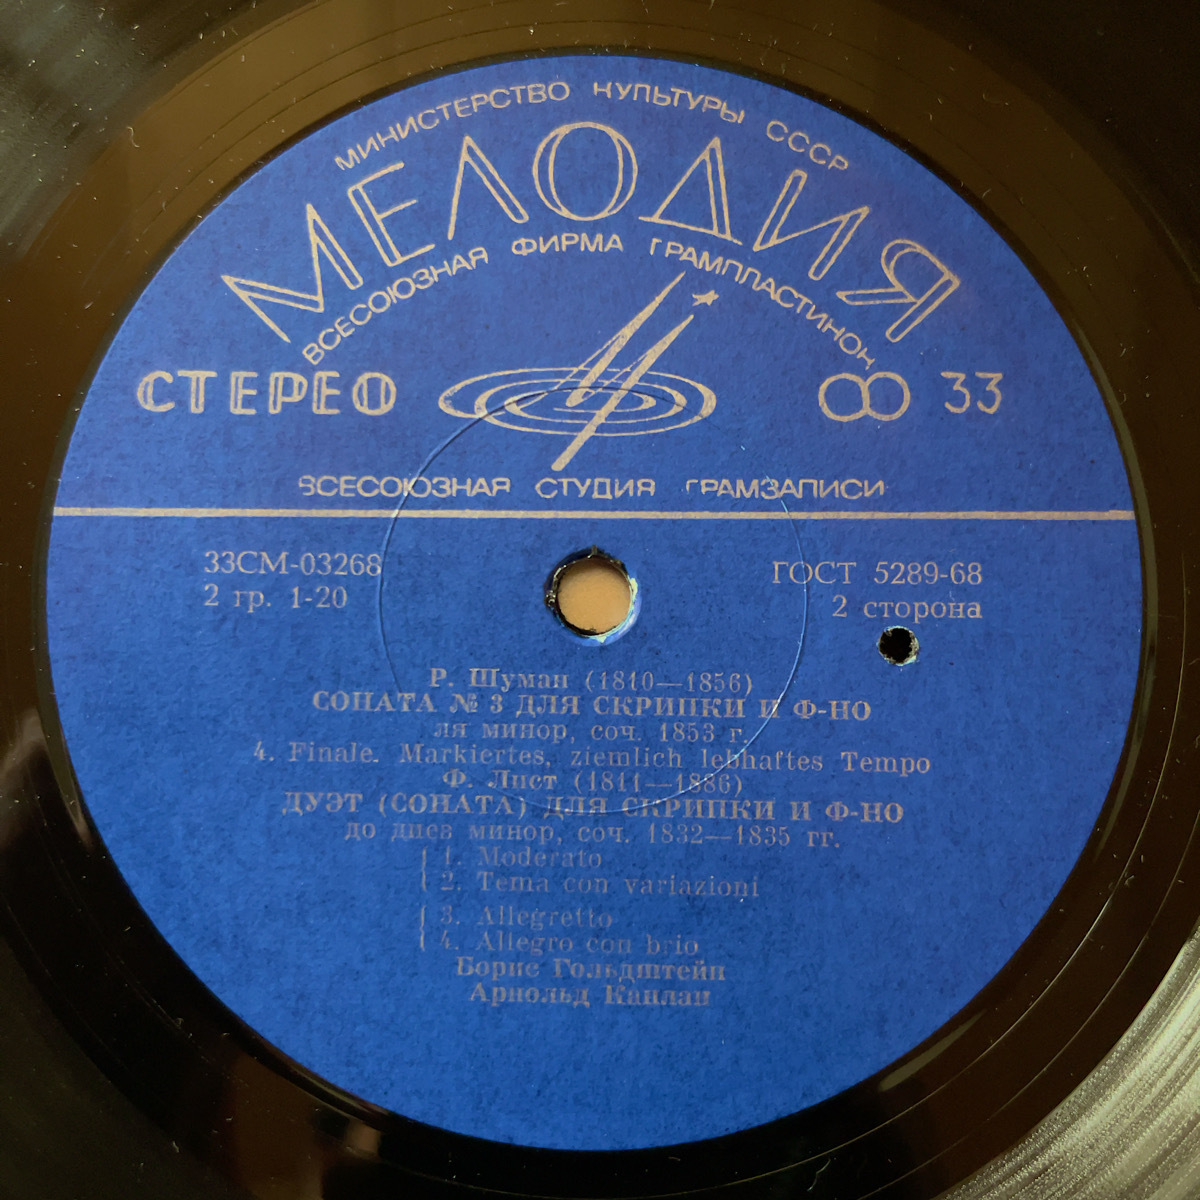 МИНИСТЕРСТВО КУЛЬТУРЫ СССР
МЕЛОДИЯ
ВСЕСОЮЗНАЯ ФИРМА ГРАМПЛАСТИНОК
СТЕРЕО
33
ВСЕСОЮЗНАЯ СТУДИЯ ГРАМЗАПИСИ
33СМ-03268
ГОСТ 5289-68
2 гр. 1-20
2 сторона
Р. Шуман (1810—1856)
СОНАТА № 3 ДЛЯ СКРИПКИ И Ф-НО
ля минор, соч. 1853 г.
4. Finale. Markiertes, ziemlich lebhaftes Tempo
Ф. Лист (1811—1886)
ДУЭТ (СОНАТА) ДЛЯ СКРИПКИ И Ф-НО
до диез минор, соч. 1832—1835 гг.
1. Moderato
2. Tema con variazioni
3. Allegretto
4. Allegro con brio
Борис Гольдштейн
Арнольд Каплан